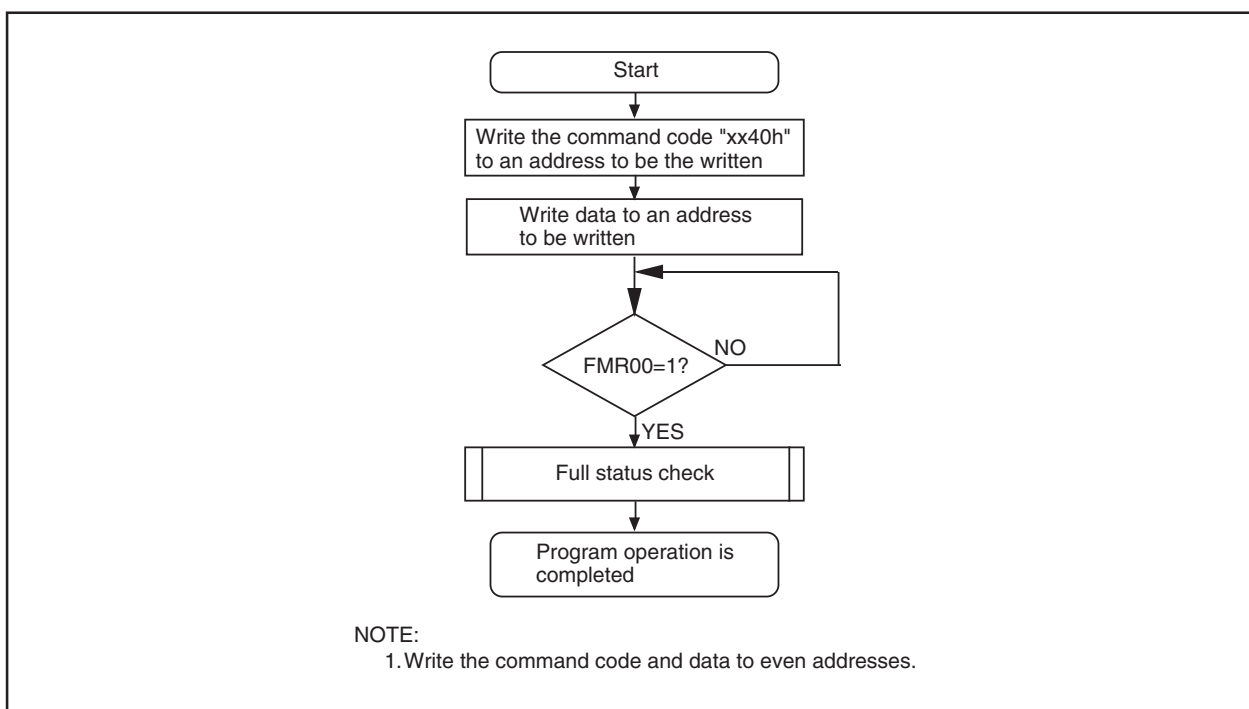 Start
Write the command code "xx40h"
to an address to be the written
Write data to an address
to be written
FMR00=1?
NO
YES
Full status check
Program operation is
completed
NOTE:
1. Write the command code and data to even addresses.